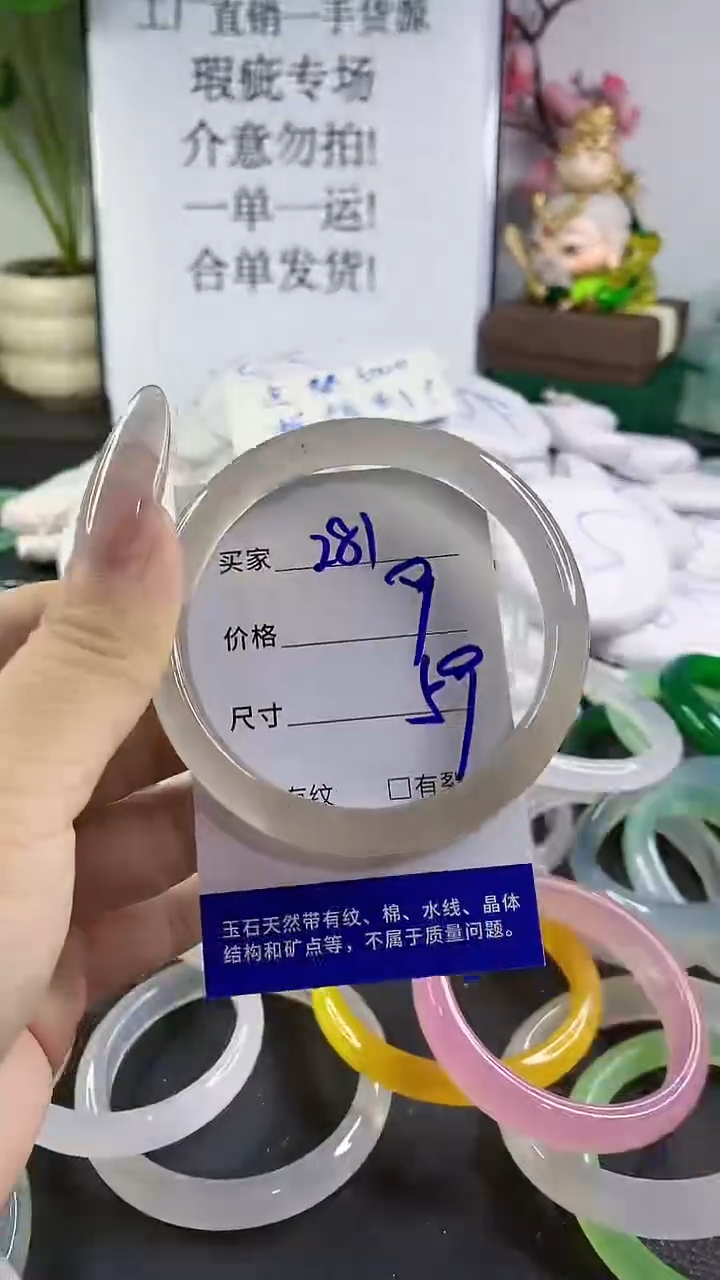 工厂直销一手货源
瑕疵专场
介意勿拍!
一单一运!
合单发货!
买家 281
价格 9
尺寸 59
有纹 □有裂
玉石天然带有纹、棉、水线、晶体
结构和矿点等，不属于质量问题。